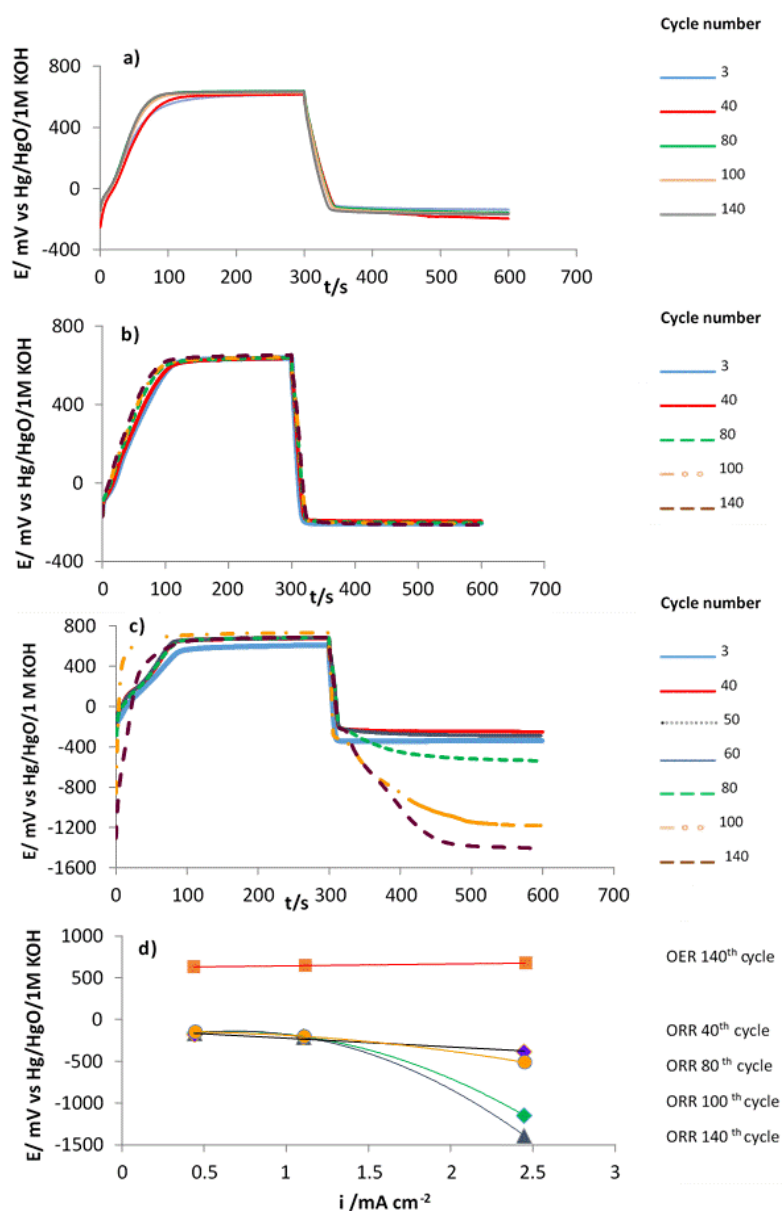 a)
E/ mV vs Hg/HgO/1M KOH
800
400
0
-400
0 100 200 300 400 500 600 700
t/s
Cycle number
3
40
80
100
140
b)
E/ mV vs Hg/HgO/1M KOH
800
400
0
-400
0 100 200 300 400 500 600 700
t/s
Cycle number
3
40
80
100
140
c)
E/ mV vs Hg/HgO/1 M KOH
800
400
0
-400
-800
-1200
-1600
0 100 200 300 400 500 600 700
t/s
Cycle number
3
40
50
60
80
100
140
d)
E/ mV vs Hg/HgO/1M KOH
1000
500
0
-500
-1000
-1500
0 0.5 1 1.5 2 2.5 3
i /mA cm⁻²
OER 140th cycle
ORR 40th cycle
ORR 80th cycle
ORR 100th cycle
ORR 140th cycle